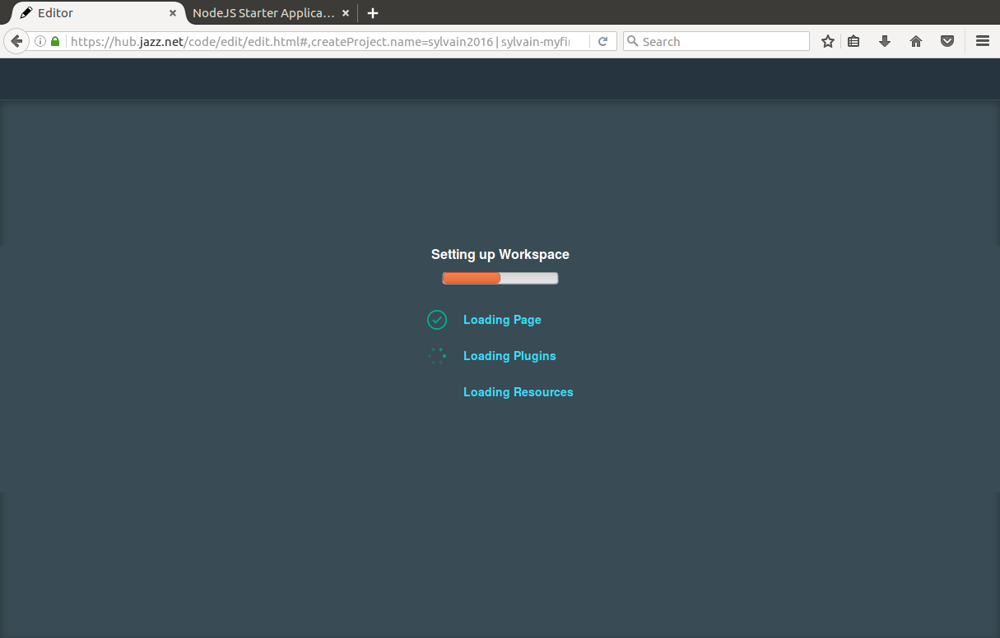 Editor
NodeJS Starter Applica...
https://hub.jazz.net/code/edit/edit.html#,createProject.name=sylvain2016|sylvain-myfir
Search
Setting up Workspace
Loading Page
Loading Plugins
Loading Resources